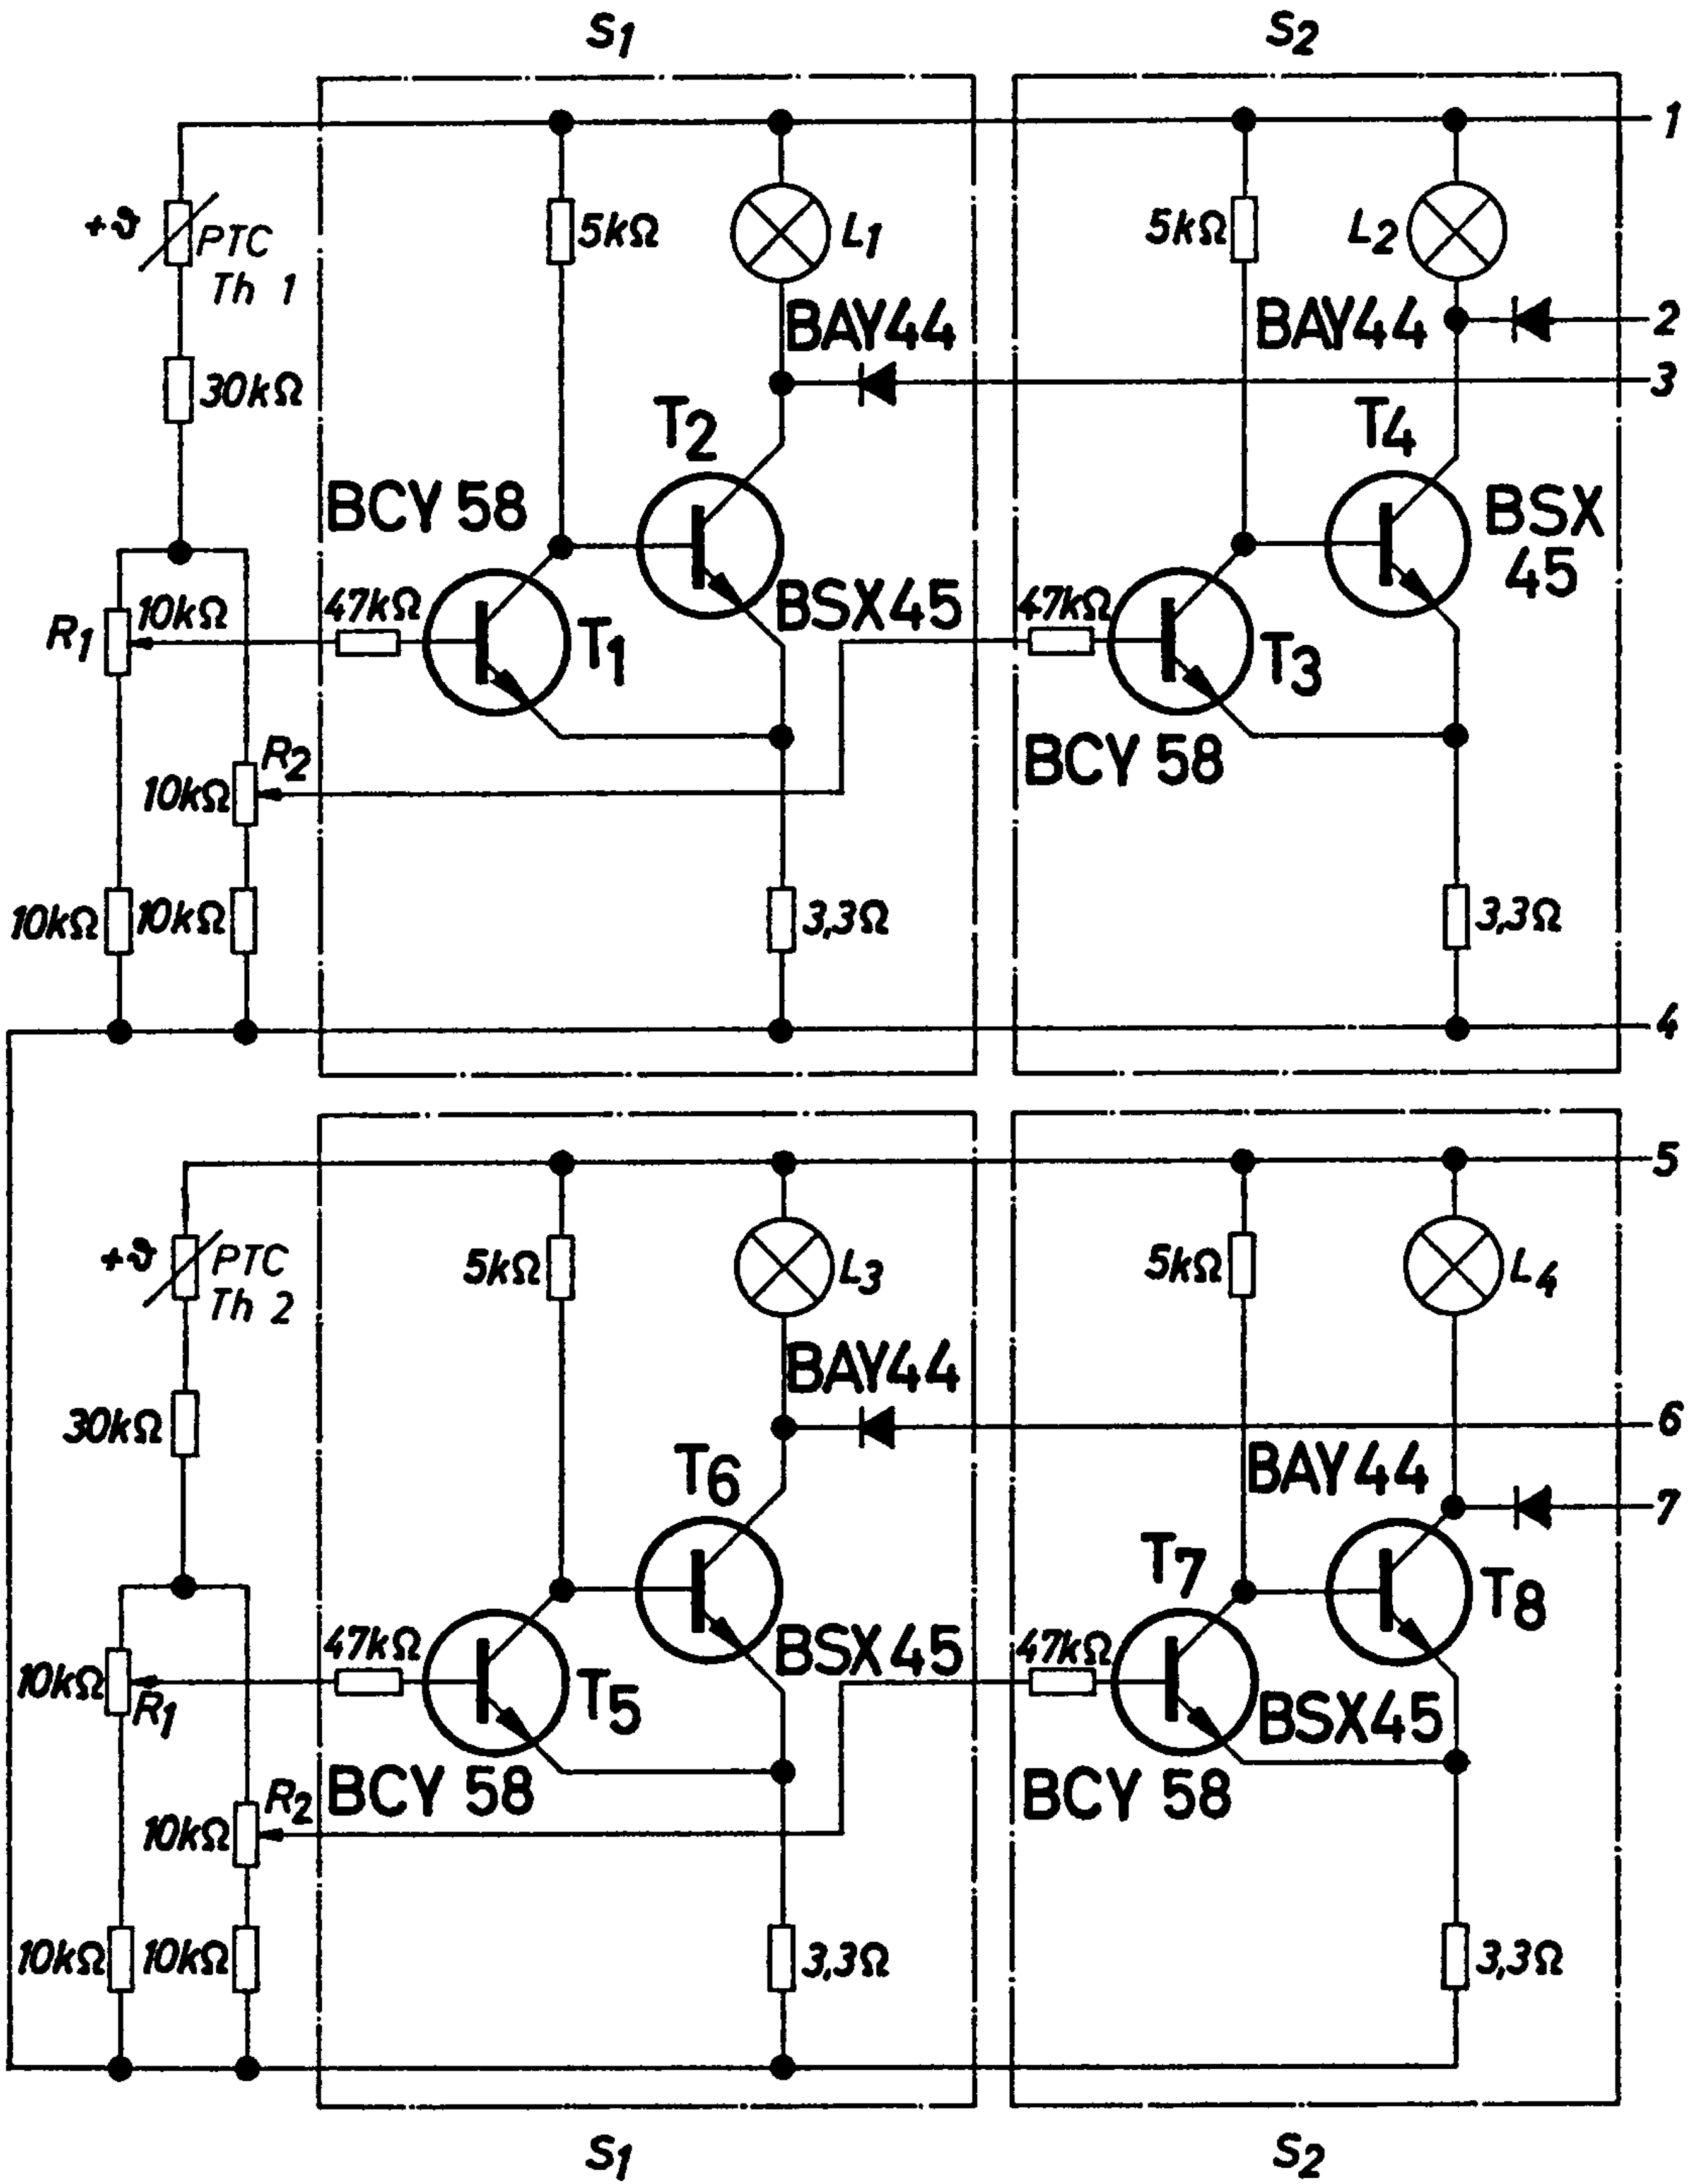 S1 S2
1
+ϑ PTC 5kΩ L1 5kΩ L2
Th 1
BAY44 BAY44 2
30kΩ 3
T2 T4
BCY 58 BSX
45
R1 10kΩ 47kΩ BSX45 47kΩ
T1 T3
R2 BCY 58
10kΩ
10kΩ 10kΩ 3,3Ω 3,3Ω
4
5
+ϑ PTC 5kΩ L3 5kΩ L4
Th 2
BAY44
30kΩ 6
T6 BAY44
7
T7 T8
47kΩ BSX45 47kΩ
10kΩ R1 T5 BSX45
R2 BCY 58 BCY 58
10kΩ
10kΩ 10kΩ 3,3Ω 3,3Ω
S1 S2